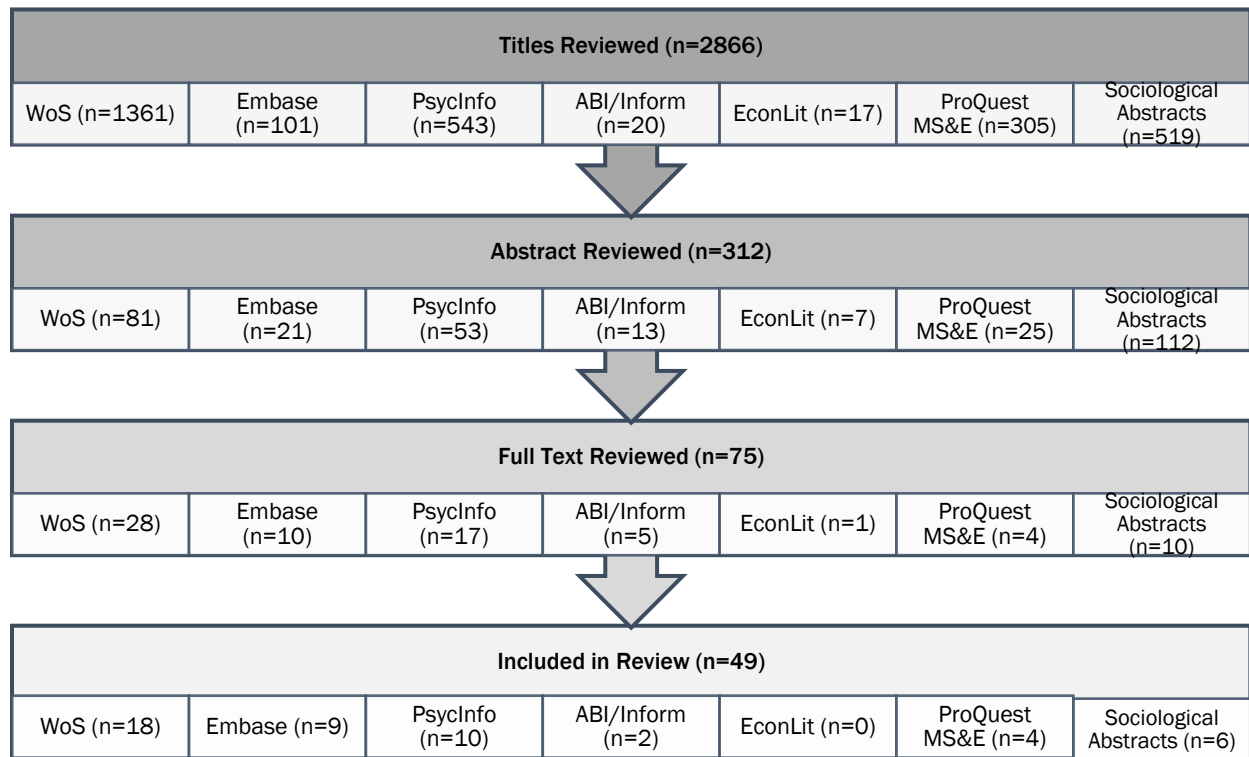 Titles Reviewed (n=2866)
WoS (n=1361)
Embase
(n=101)
PsycInfo
(n=543)
ABI/Inform
(n=20)
EconLit (n=17)
ProQuest
MS&E (n=305)
Sociological
Abstracts
(n=519)
Abstract Reviewed (n=312)
WoS (n=81)
Embase
(n=21)
PsycInfo
(n=53)
ABI/Inform
(n=13)
EconLit (n=7)
ProQuest
MS&E (n=25)
Sociological
Abstracts
(n=112)
Full Text Reviewed (n=75)
WoS (n=28)
Embase
(n=10)
PsycInfo
(n=17)
ABI/Inform
(n=5)
EconLit (n=1)
ProQuest
MS&E (n=4)
Sociological
Abstracts
(n=10)
Included in Review (n=49)
WoS (n=18)
Embase (n=9)
PsycInfo
(n=10)
ABI/Inform
(n=2)
EconLit (n=0)
ProQuest
MS&E (n=4)
Sociological
Abstracts (n=6)